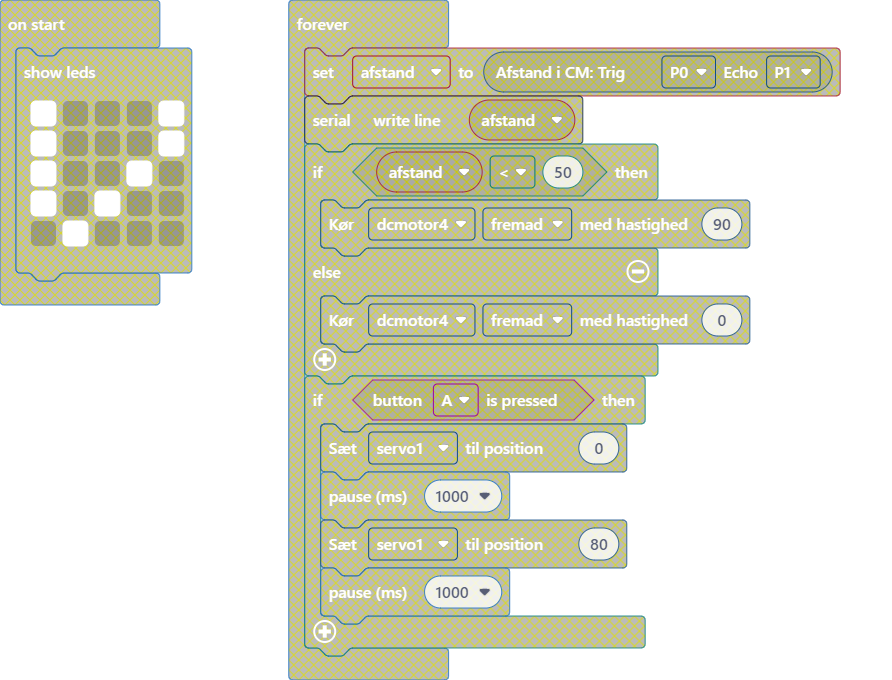 on start
show leds
forever
set afstand to Afstand i CM: Trig P0 Echo P1
serial write line afstand
if afstand < 50 then
Kør dcmotor4 fremad med hastighed 90
else
Kør dcmotor4 fremad med hastighed 0
if button A is pressed then
Sæt servo1 til position 0
pause (ms) 1000
Sæt servo1 til position 80
pause (ms) 1000